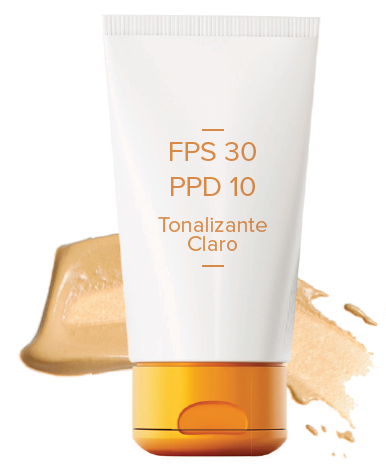 FPS 30
PPD 10
Tonalizante
Claro